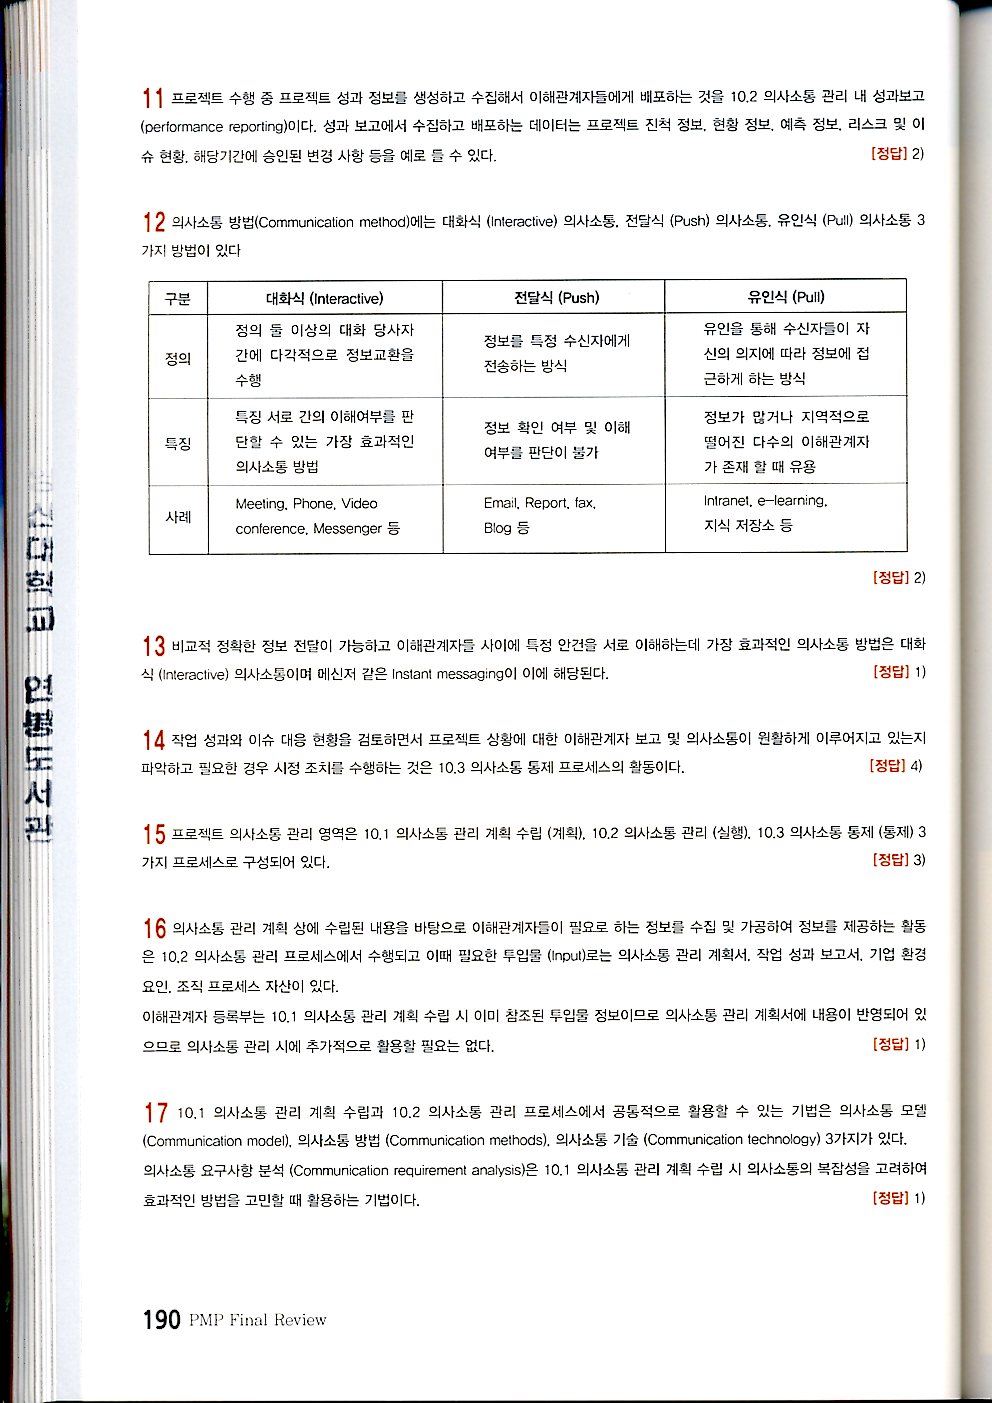 11 프로젝트 수행 중 프로젝트 성과 정보를 생성하고 수집해서 이해관계자들에게 배포하는 것을 10.2 의사소통 관리 내 성과보고
(performance reporting)이다. 성과 보고에서 수집하고 배포하는 데이터는 프로젝트 진척 정보, 현황 정보, 예측 정보, 리스크 및 이
슈 현황, 해당기간에 승인된 변경 사항 등을 예로 들 수 있다. [정답] 2)
12 의사소통 방법(Communication method)에는 대화식 (Interactive) 의사소통, 전달식 (Push) 의사소통, 유인식 (Pull) 의사소통 3
가지 방법이 있다
구분 대화식 (Interactive) 전달식 (Push) 유인식 (Pull)
정의
정의 둘 이상의 대화 당사자
간에 다각적으로 정보교환을
수행
정보를 특정 수신자에게
전송하는 방식
유인을 통해 수신자들이 자
신의 의지에 따라 정보에 접
근하게 하는 방식
특징
특징 서로 간의 이해여부를 판
단할 수 있는 가장 효과적인
의사소통 방법
정보 확인 여부 및 이해
여부를 판단이 불가
정보가 많거나 지역적으로
떨어진 다수의 이해관계자
가 존재 할 때 유용
사례
Meeting, Phone, Video
conference, Messenger 등
Email, Report, fax,
Blog 등
Intranet, e-learning,
지식 저장소 등
[정답] 2)
13 비교적 정확한 정보 전달이 가능하고 이해관계자들 사이에 특정 안건을 서로 이해하는데 가장 효과적인 의사소통 방법은 대화
식 (Interactive) 의사소통이며 메신저 같은 Instant messaging이 이에 해당된다. [정답] 1)
14 작업 성과와 이슈 대응 현황을 검토하면서 프로젝트 상황에 대한 이해관계자 보고 및 의사소통이 원활하게 이루어지고 있는지
파악하고 필요한 경우 시정 조치를 수행하는 것은 10.3 의사소통 통제 프로세스의 활동이다. [정답] 4)
15 프로젝트 의사소통 관리 영역은 10.1 의사소통 관리 계획 수립 (계획), 10.2 의사소통 관리 (실행), 10.3 의사소통 통제 (통제) 3
가지 프로세스로 구성되어 있다. [정답] 3)
16 의사소통 관리 계획 상에 수립된 내용을 바탕으로 이해관계자들이 필요로 하는 정보를 수집 및 가공하여 정보를 제공하는 활동
은 10.2 의사소통 관리 프로세스에서 수행되고 이때 필요한 투입물 (Input)로는 의사소통 관리 계획서, 작업 성과 보고서, 기업 환경
요인, 조직 프로세스 자산이 있다.
이해관계자 등록부는 10.1 의사소통 관리 계획 수립 시 이미 참조된 투입물 정보이므로 의사소통 관리 계획서에 내용이 반영되어 있
으므로 의사소통 관리 시에 추가적으로 활용할 필요는 없다. [정답] 1)
17 10.1 의사소통 관리 계획 수립과 10.2 의사소통 관리 프로세스에서 공통적으로 활용할 수 있는 기법은 의사소통 모델
(Communication model), 의사소통 방법 (Communication methods), 의사소통 기술 (Communication technology) 3가지가 있다.
의사소통 요구사항 분석 (Communication requirement analysis)은 10.1 의사소통 관리 계획 수립 시 의사소통의 복잡성을 고려하여
효과적인 방법을 고민할 때 활용하는 기법이다. [정답] 1)
190 PMP Final Review